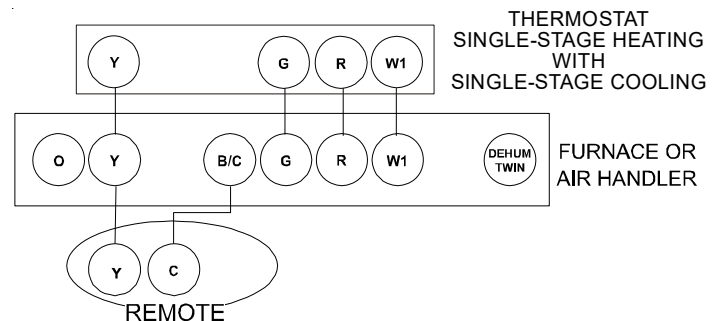 THERMOSTAT
SINGLE-STAGE HEATING
WITH
SINGLE-STAGE COOLING
Y G R W1
O Y B/C G R W1 DEHUM
TWIN
FURNACE OR
AIR HANDLER
Y C
REMOTE